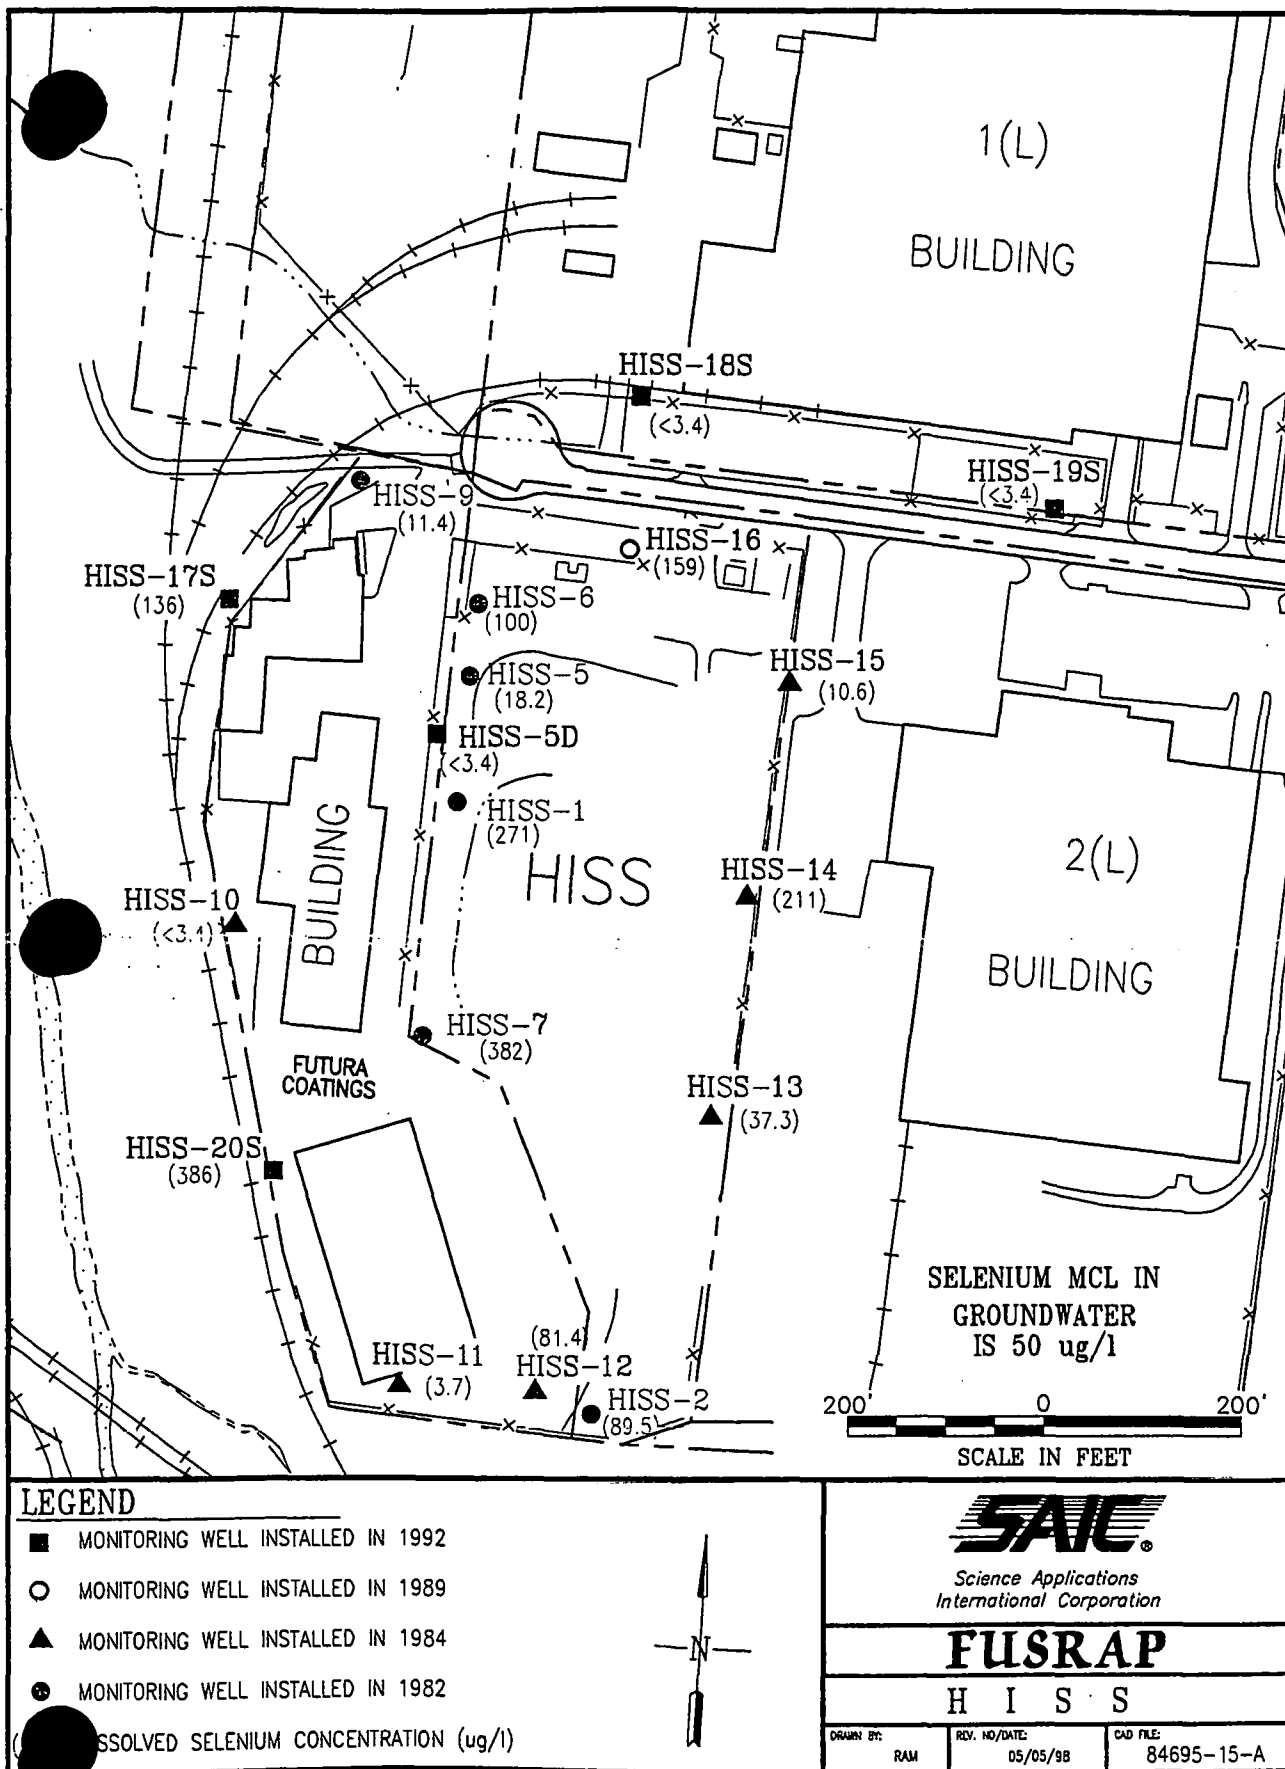 1(L)
BUILDING
HISS-18S
(<3.4)
HISS-19S
(<3.4)
HISS-9
(11.4)
HISS-16
(159)
HISS-17S
(136)
HISS-6
(100)
HISS-15
(10.6)
HISS-5
(18.2)
HISS-5D
(<3.4)
HISS-1
(271)
BUILDING
HISS
HISS-14
(211)
2(L)
BUILDING
HISS-10
HISS-7
(382)
FUTURA
COATINGS
HISS-13
(37.3)
HISS-20S
(386)
SELENIUM MCL IN
GROUNDWATER
IS 50 ug/l
(81.4)
HISS-11
(3.7)
HISS-12
HISS-2
(89.5)
200' 0 200'
SCALE IN FEET
LEGEND
MONITORING WELL INSTALLED IN 1992
MONITORING WELL INSTALLED IN 1989
MONITORING WELL INSTALLED IN 1984
MONITORING WELL INSTALLED IN 1982
SSOLVED SELENIUM CONCENTRATION (ug/l)
N
SAIC®
Science Applications
International Corporation
FUSRAP
H I S S
DRAWN BY: RAM
REV. NO/DATE: 05/05/98
CAD FILE: 84695-15-A